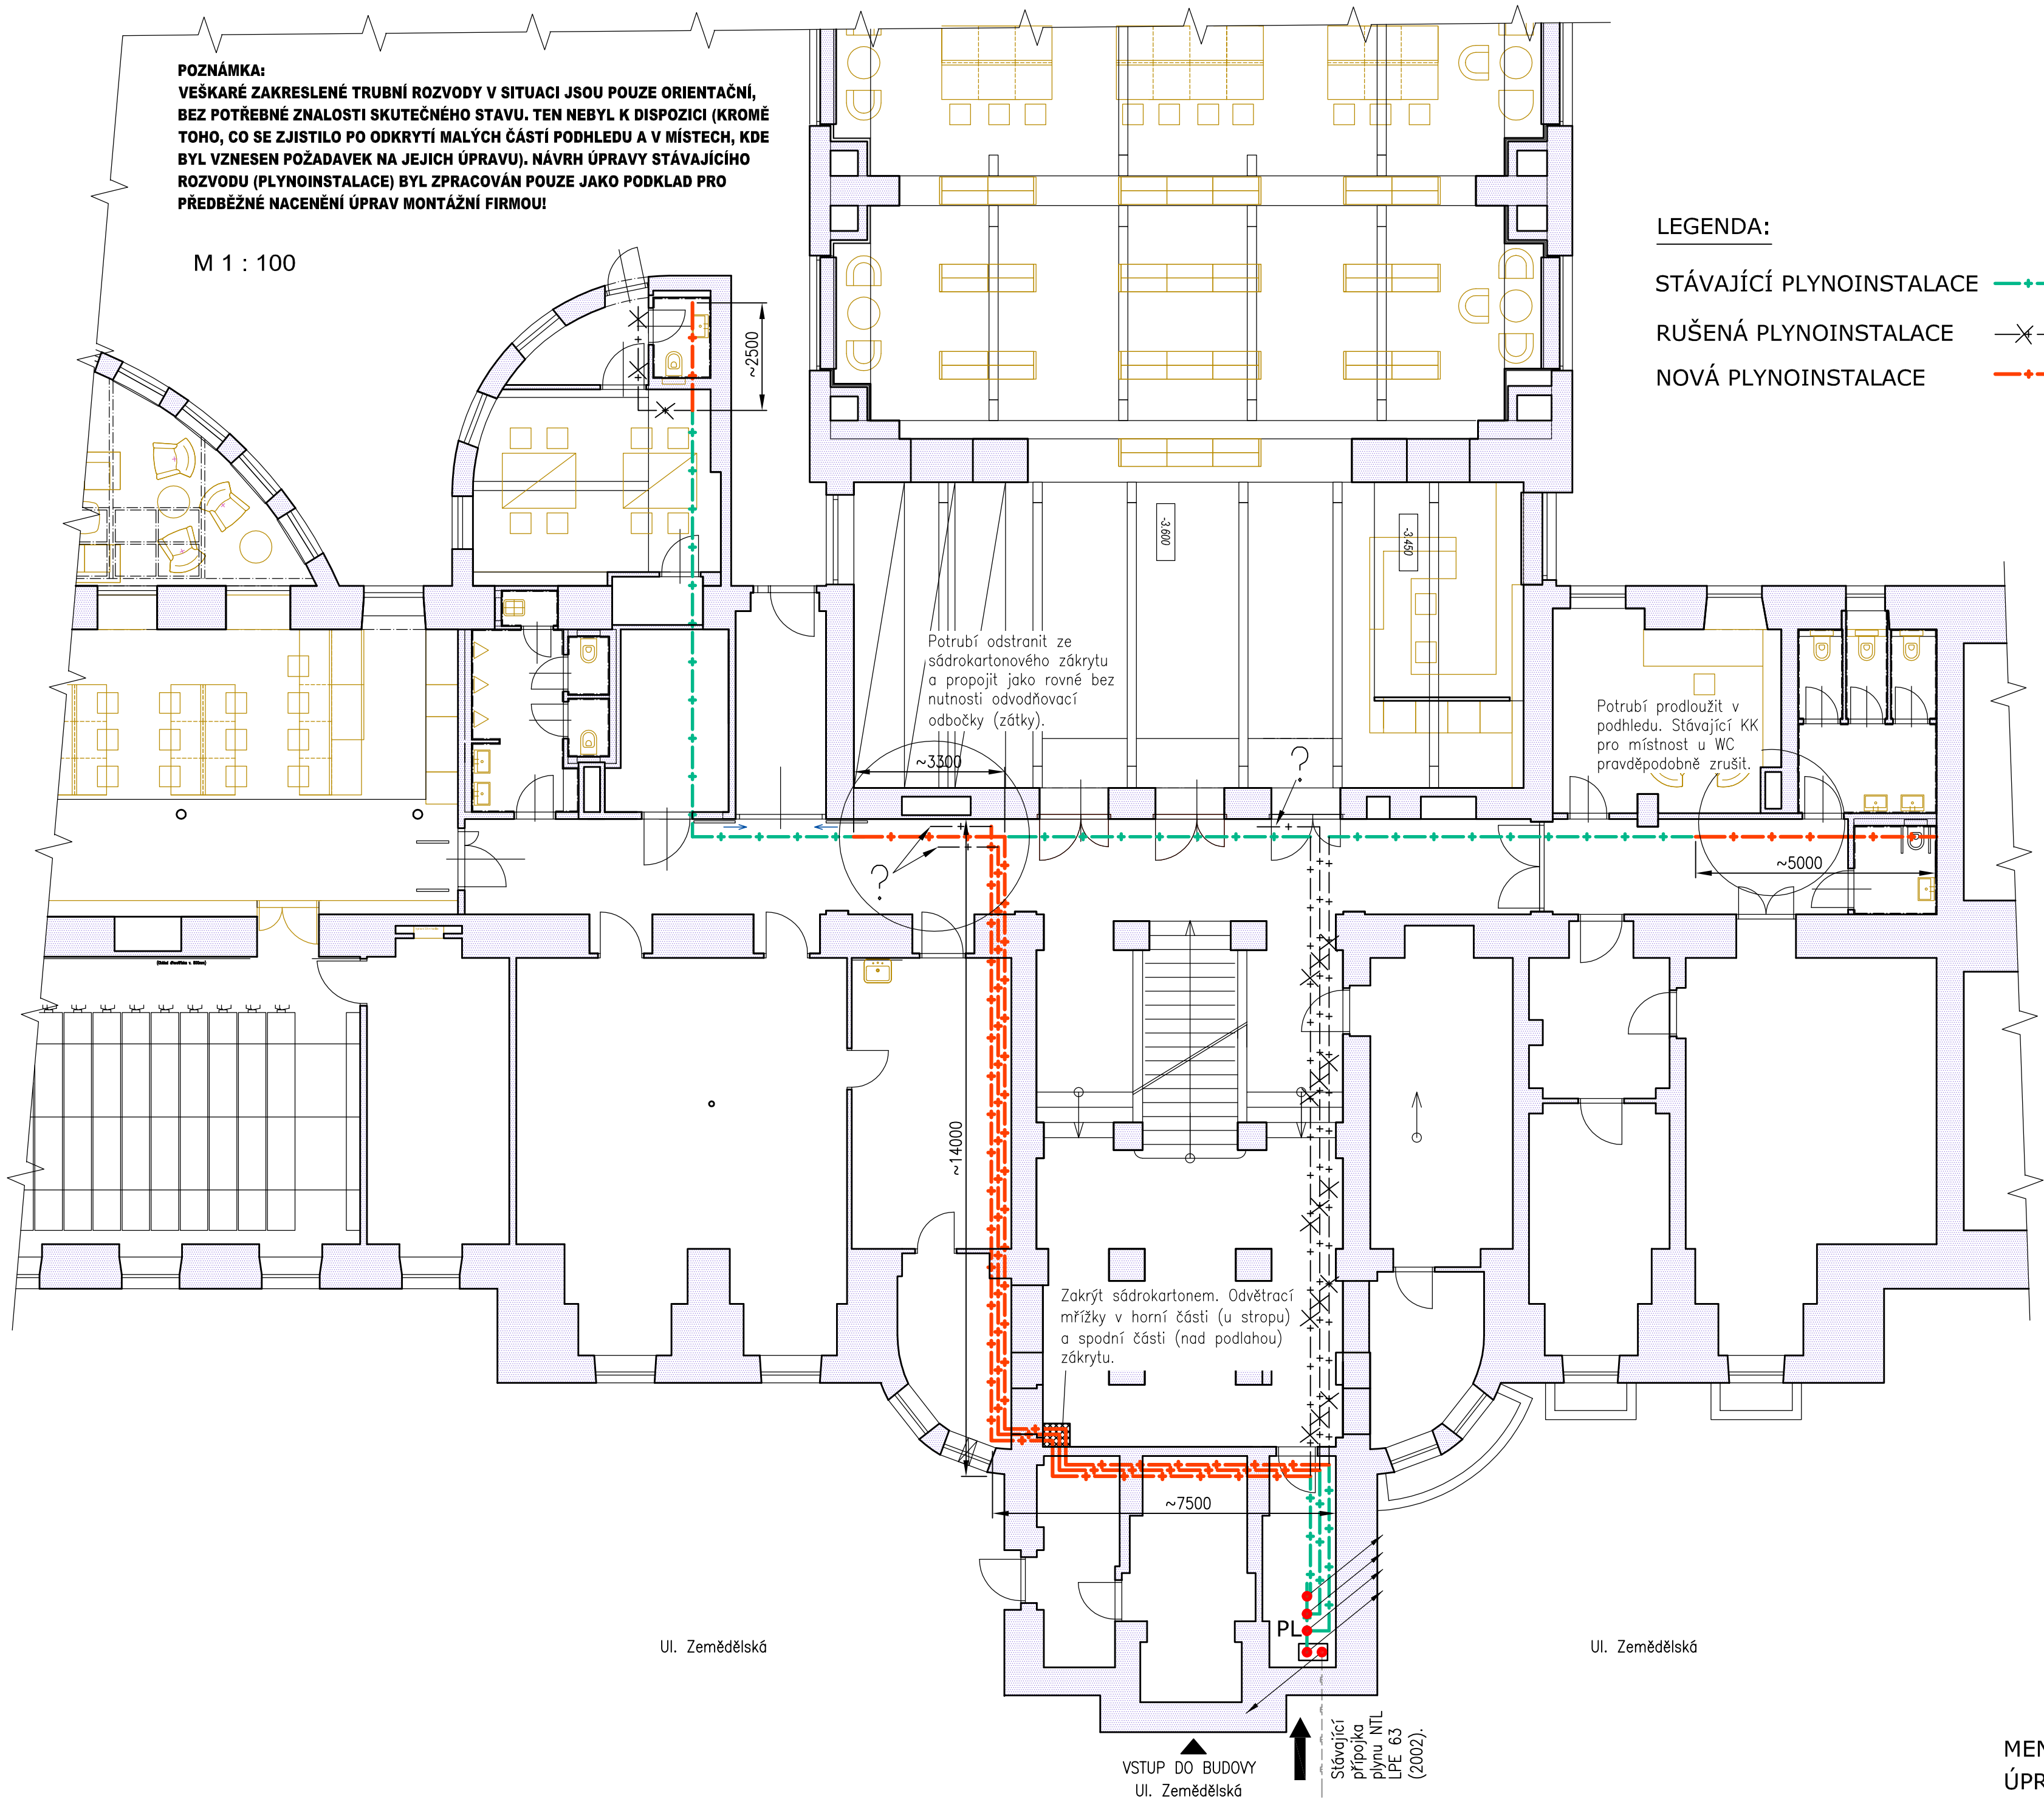 POZNÁMKA:
VEŠKARÉ ZAKRESLENÉ TRUBNÍ ROZVODY V SITUACI JSOU POUZE ORIENTAČNÍ,
BEZ POTŘEBNÉ ZNALOSTI SKUTEČNÉHO STAVU. TEN NEBYL K DISPOZICI (KROMĚ
TOHO, CO SE ZJISTILO PO ODKRYTÍ MALÝCH ČÁSTÍ PODHLEDU A V MÍSTECH, KDE
BYL VZNESEN POŽADAVEK NA JEJICH ÚPRAVU). NÁVRH ÚPRAVY STÁVAJÍCÍHO
ROZVODU (PLYNOINSTALACE) BYL ZPRACOVÁN POUZE JAKO PODKLAD PRO
PŘEDBĚŽNÉ NACENĚNÍ ÚPRAV MONTÁŽNÍ FIRMOU!
M 1 : 100
LEGENDA:
STÁVAJÍCÍ PLYNOINSTALACE
RUŠENÁ PLYNOINSTALACE
NOVÁ PLYNOINSTALACE
~2500
-3.600
-3.450
Potrubí odstranit ze
sádrokartonového zákrytu
a propojit jako rovné bez
nutnosti odvodňovací
odbočky (zátky).
Potrubí prodloužit v
podhledu. Stávající KK
pro místnost u WC
pravděpodobně zrušit.
~3300
?
?
~5000
~14000
Zakrýt sádrokartonem. Odvětrací
mřížky v horní části (u stropu)
a spodní části (nad podlahou)
zákrytu.
~7500
PL
Ul. Zemědělská
Ul. Zemědělská
VSTUP DO BUDOVY
Ul. Zemědělská
Stávající
přípojka
plynu NTL
LPE 63
(2002).
MEN
ÚPR